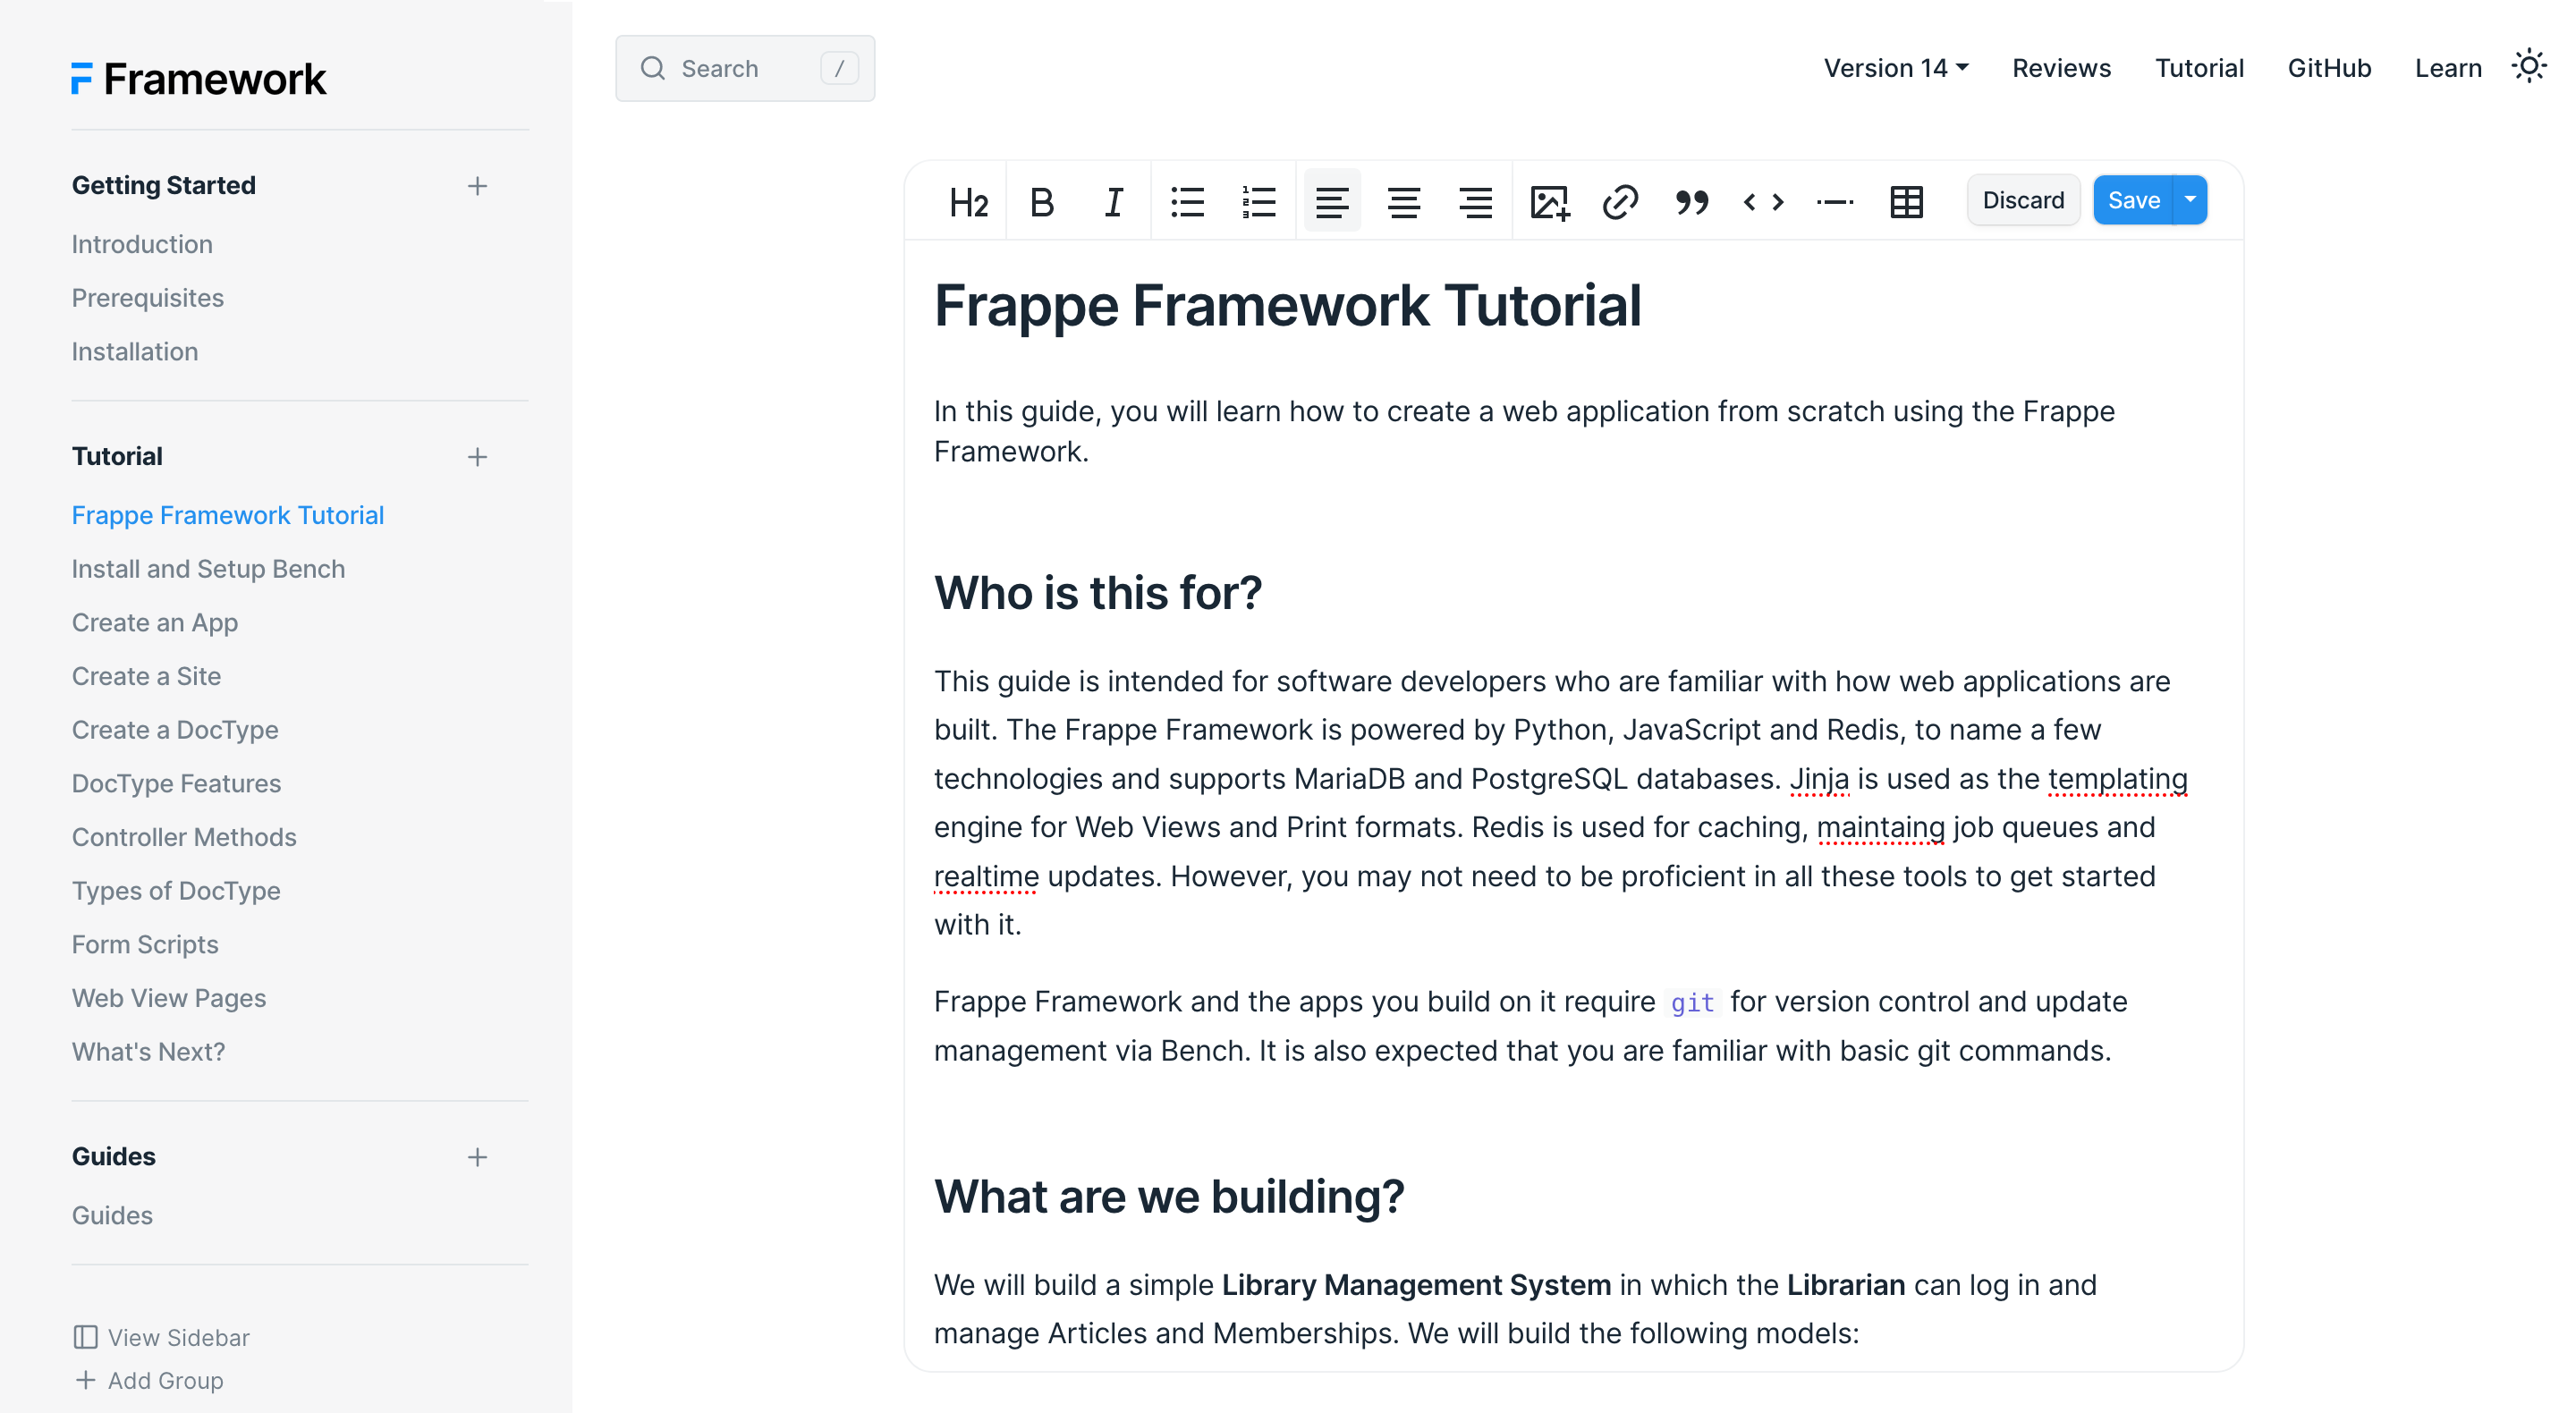 Framework
Getting Started
Introduction
Prerequisites
Installation
Tutorial
Frappe Framework Tutorial
Install and Setup Bench
Create an App
Create a Site
Create a DocType
DocType Features
Controller Methods
Types of DocType
Form Scripts
Web View Pages
What's Next?
Guides
Guides
View Sidebar
Add Group
Search /
Version 14 Reviews Tutorial GitHub Learn
H2 B I Discard Save
Frappe Framework Tutorial
In this guide, you will learn how to create a web application from scratch using the Frappe
Framework.
Who is this for?
This guide is intended for software developers who are familiar with how web applications are
built. The Frappe Framework is powered by Python, JavaScript and Redis, to name a few
technologies and supports MariaDB and PostgreSQL databases. Jinja is used as the templating
engine for Web Views and Print formats. Redis is used for caching, maintaing job queues and
realtime updates. However, you may not need to be proficient in all these tools to get started
with it.
Frappe Framework and the apps you build on it require git for version control and update
management via Bench. It is also expected that you are familiar with basic git commands.
What are we building?
We will build a simple Library Management System in which the Librarian can log in and
manage Articles and Memberships. We will build the following models: